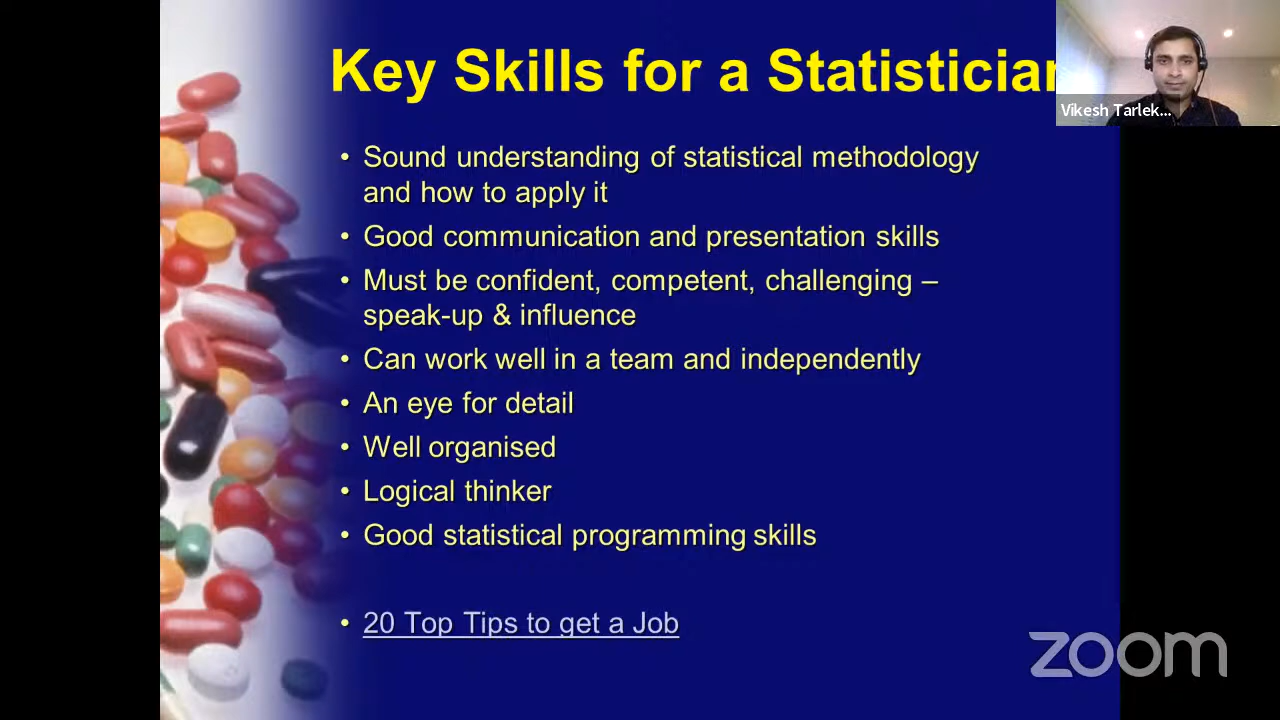 Key Skills for a Statistician
Vikesh Tarlek...
• Sound understanding of statistical methodology
and how to apply it
• Good communication and presentation skills
• Must be confident, competent, challenging –
speak-up & influence
• Can work well in a team and independently
• An eye for detail
• Well organised
• Logical thinker
• Good statistical programming skills
• 20 Top Tips to get a Job
zoom